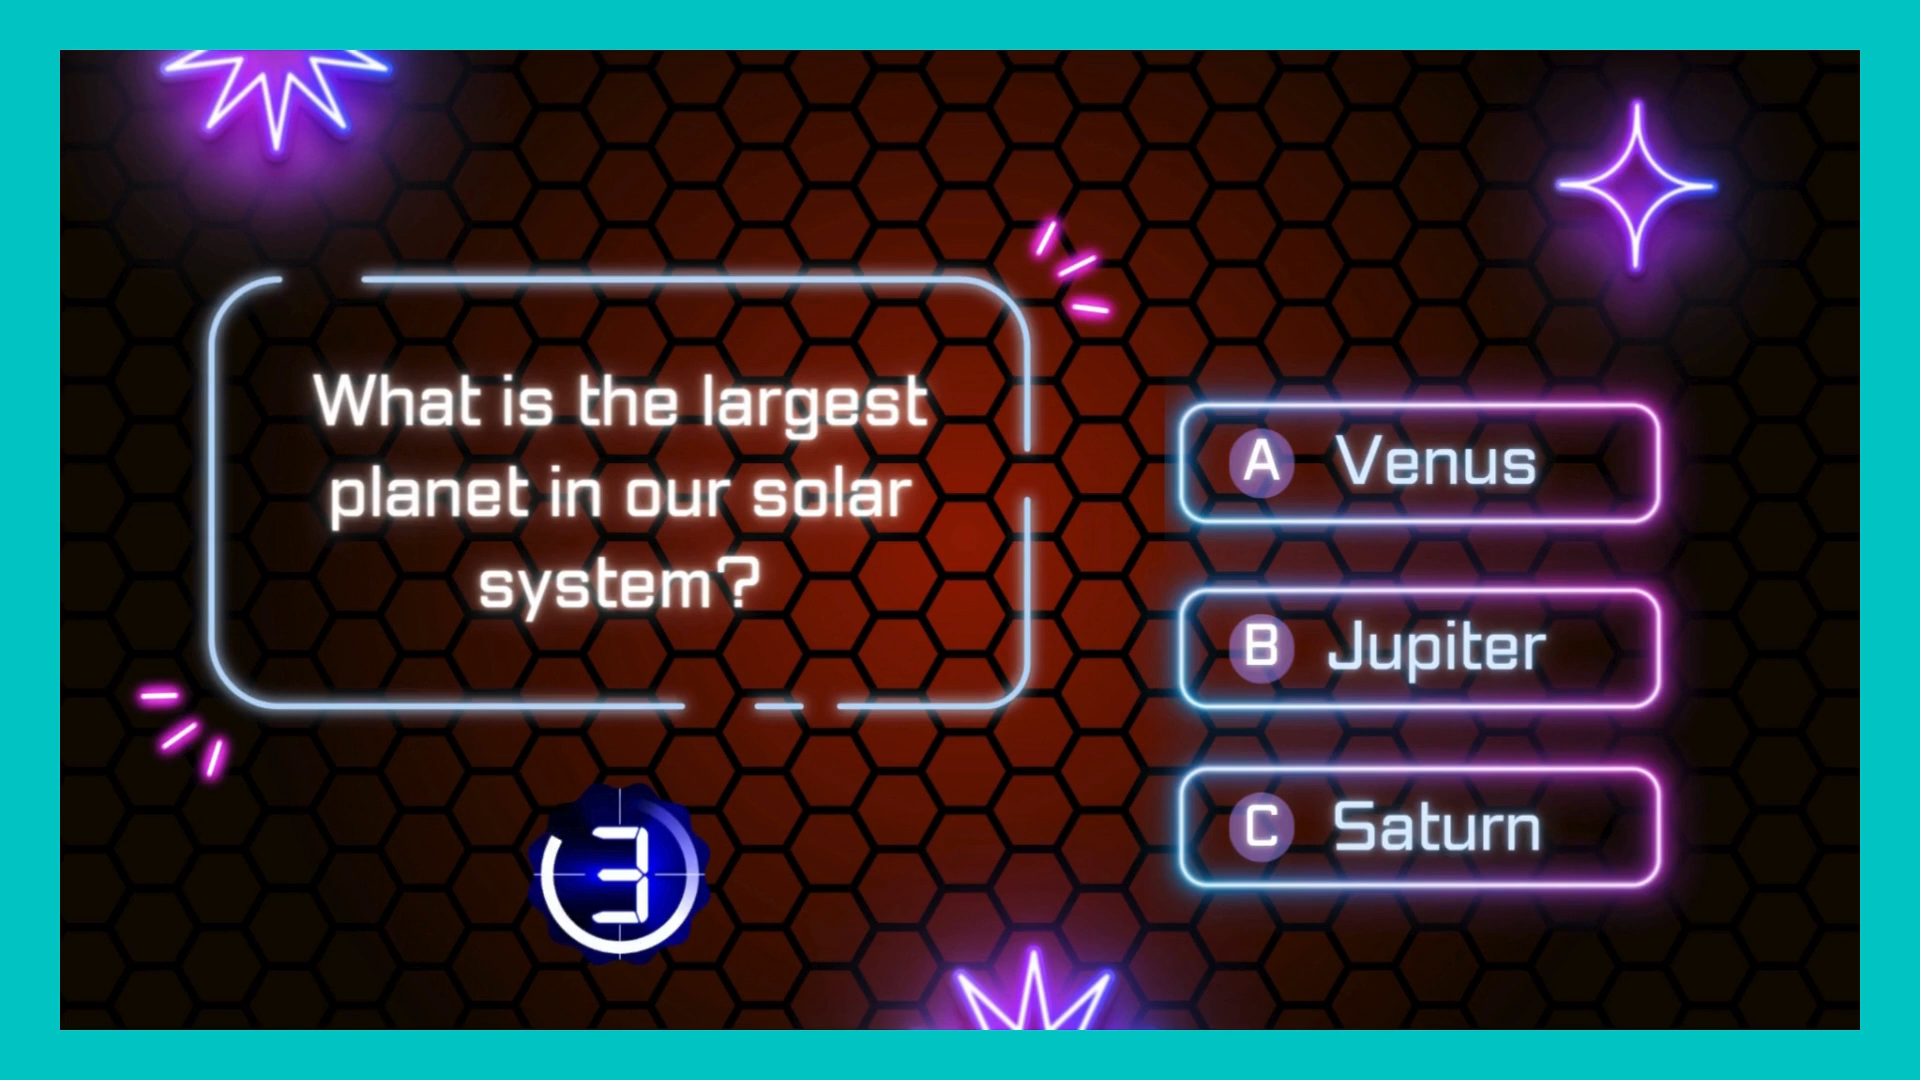 What is the largest
planet in our solar
system?
A Venus
B Jupiter
C Saturn
3